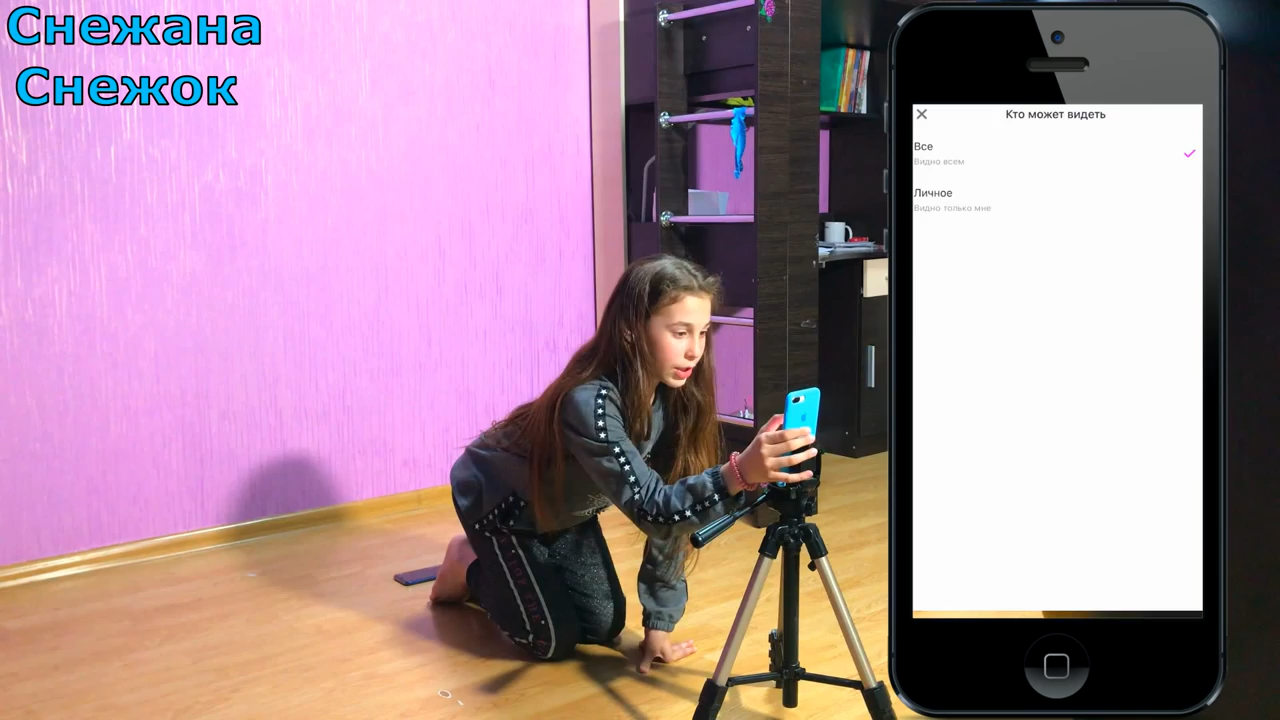 Снежана
Снежок
Кто может видеть
Все
Видно всем
Личное
Видно только мне